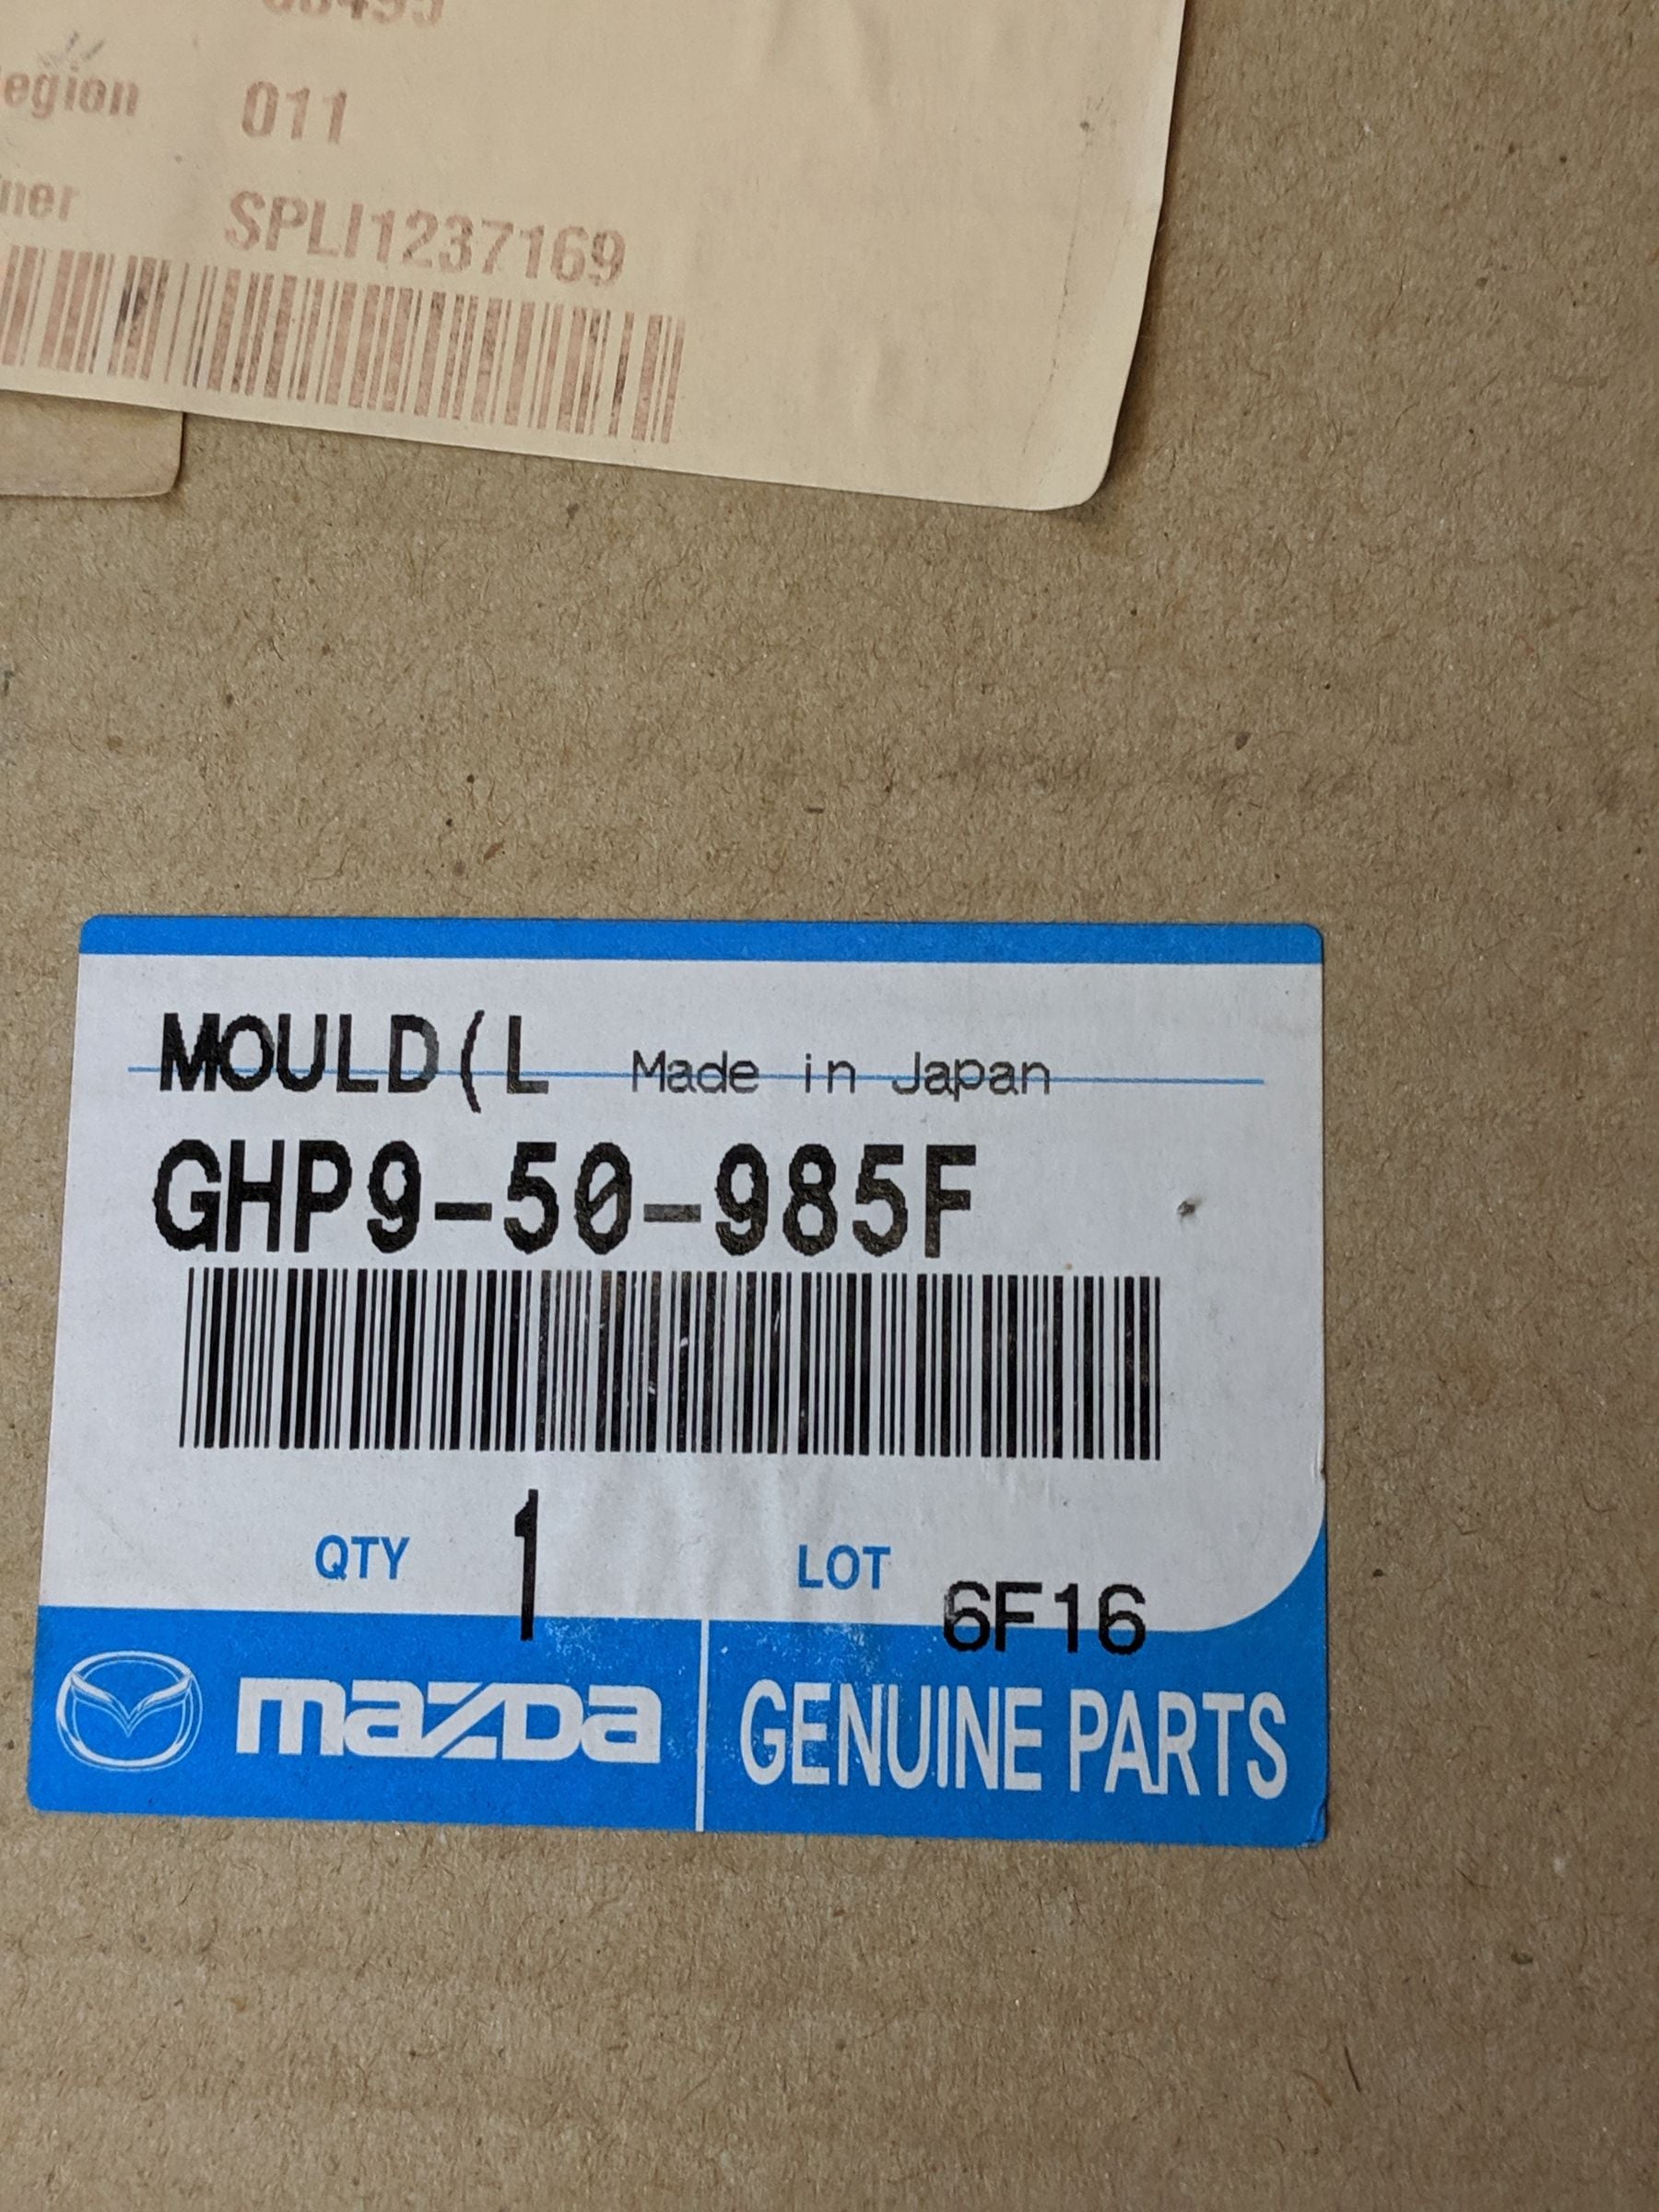 egion 011
ner SPLI1237169
MOULD(L Made in Japan
GHP9-50-985F
QTY 1 LOT 6F16
mazda GENUINE PARTS